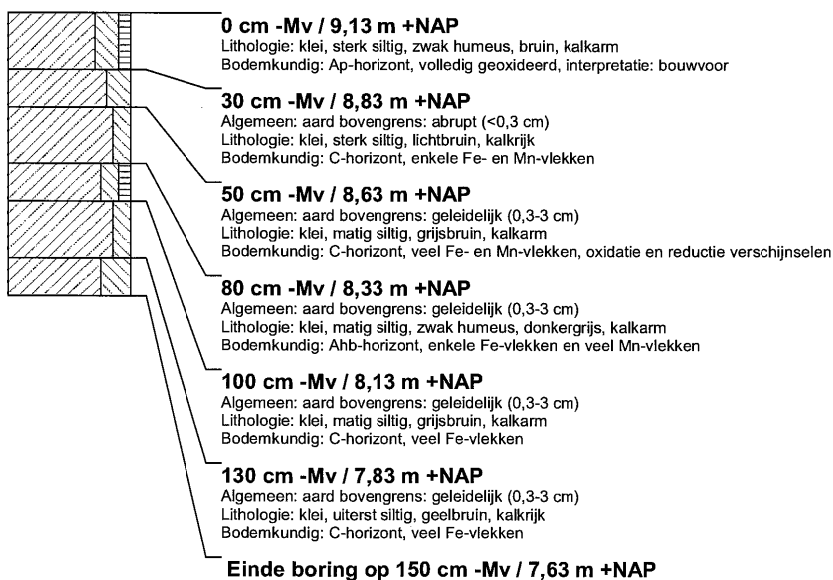 0 cm -Mv / 9,13 m +NAP
Lithologie: klei, sterk siltig, zwak humeus, bruin, kalkarm
Bodemkundig: Ap-horizont, volledig geoxideerd, interpretatie: bouwvoor
30 cm -Mv / 8,83 m +NAP
Algemeen: aard bovengrens: abrupt (<0,3 cm)
Lithologie: klei, sterk siltig, lichtbruin, kalkrijk
Bodemkundig: C-horizont, enkele Fe- en Mn-vlekken
50 cm -Mv / 8,63 m +NAP
Algemeen: aard bovengrens: geleidelijk (0,3-3 cm)
Lithologie: klei, matig siltig, grijsbruin, kalkarm
Bodemkundig: C-horizont, veel Fe- en Mn-vlekken, oxidatie en reductie verschijnselen
80 cm -Mv / 8,33 m +NAP
Algemeen: aard bovengrens: geleidelijk (0,3-3 cm)
Lithologie: klei, matig siltig, zwak humeus, donkergrijs, kalkarm
Bodemkundig: Ahb-horizont, enkele Fe-vlekken en veel Mn-vlekken
100 cm -Mv / 8,13 m +NAP
Algemeen: aard bovengrens: geleidelijk (0,3-3 cm)
Lithologie: klei, matig siltig, grijsbruin, kalkarm
Bodemkundig: C-horizont, veel Fe-vlekken
130 cm -Mv / 7,83 m +NAP
Algemeen: aard bovengrens: geleidelijk (0,3-3 cm)
Lithologie: klei, uiterst siltig, geelbruin, kalkrijk
Bodemkundig: C-horizont, veel Fe-vlekken
Einde boring op 150 cm -Mv / 7,63 m +NAP